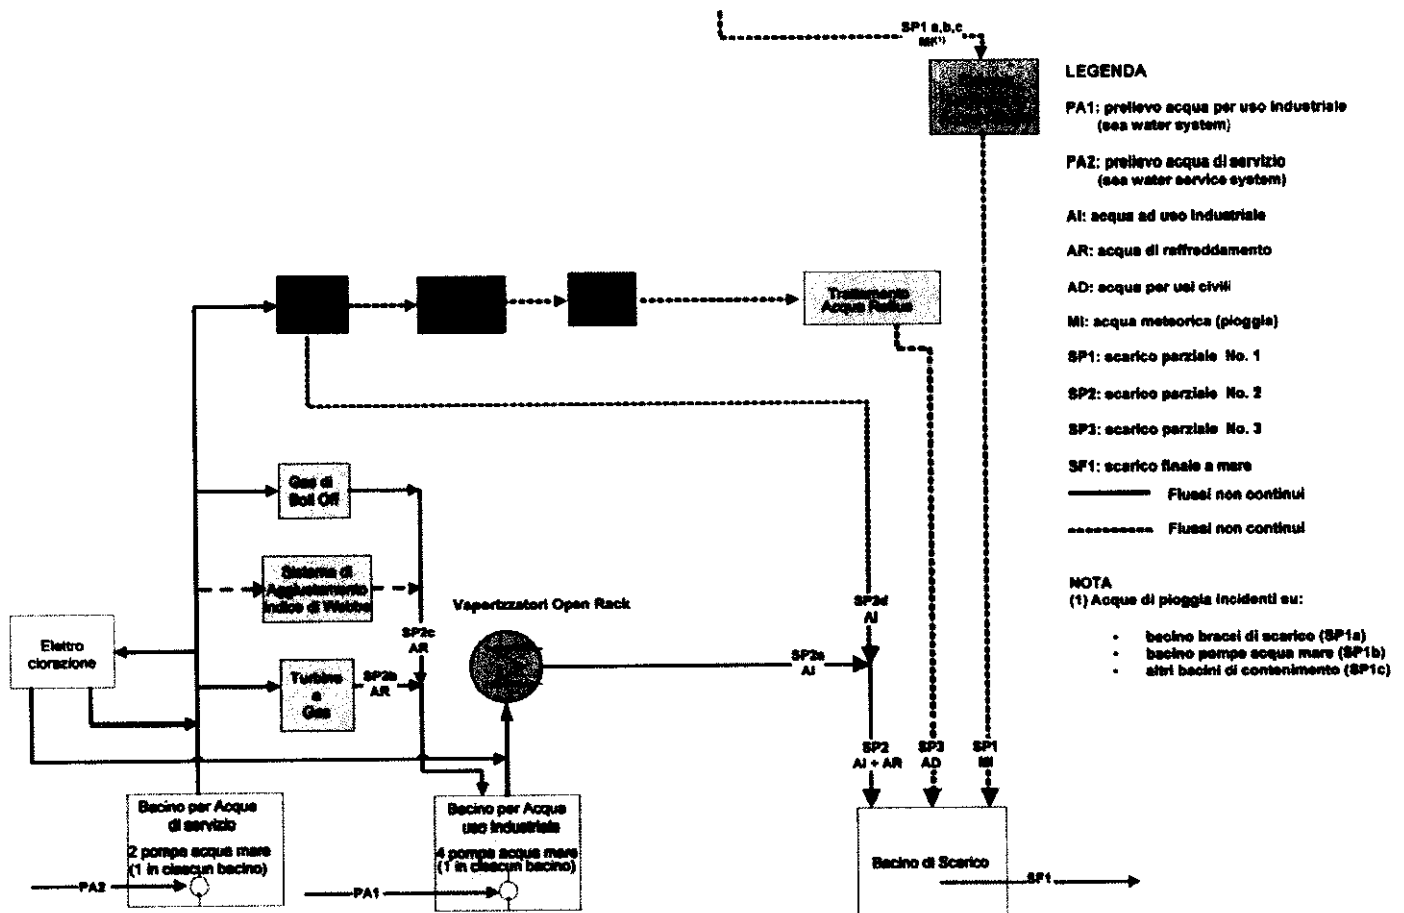 SP1 a,b,c
MI(¹)
LEGENDA
PA1: prelievo acqua per uso industriale
(sea water system)
PA2: prelievo acqua di servizio
(sea water service system)
AI: acqua ad uso industriale
AR: acqua di raffreddamento
AD: acqua per usi civili
MI: acqua meteorica (pioggia)
SP1: scarico parziale No. 1
SP2: scarico parziale No. 2
SP3: scarico parziale No. 3
SF1: scarico finale a mare
Flussi non continui
Flussi non continui
NOTA
(1) Acque di pioggia incidenti su:
• bacino bracci di scarico (SP1a)
• bacino pompe acqua mare (SP1b)
• altri bacini di contenimento (SP1c)
Trattamento
Acque Reflue
Gas di
Boil Off
Sistema di
Aggiustamento
Indice di Wobbe
Vaporizzatori Open Rack
Elettro
clorazione
Turbine
a
Gas
SP2c
AR
SP2b
AR
SP2a
AI
SP2d
AI
SP2
AI + AR
SP3
AD
SP1
MI
Bacino per Acqua
di servizio
2 pompe acqua mare
(1 in ciascun bacino)
PA2
Bacino per Acqua
uso Industriale
4 pompe acqua mare
(1 in ciascun bacino)
PA1
Bacino di Scarico
SF1